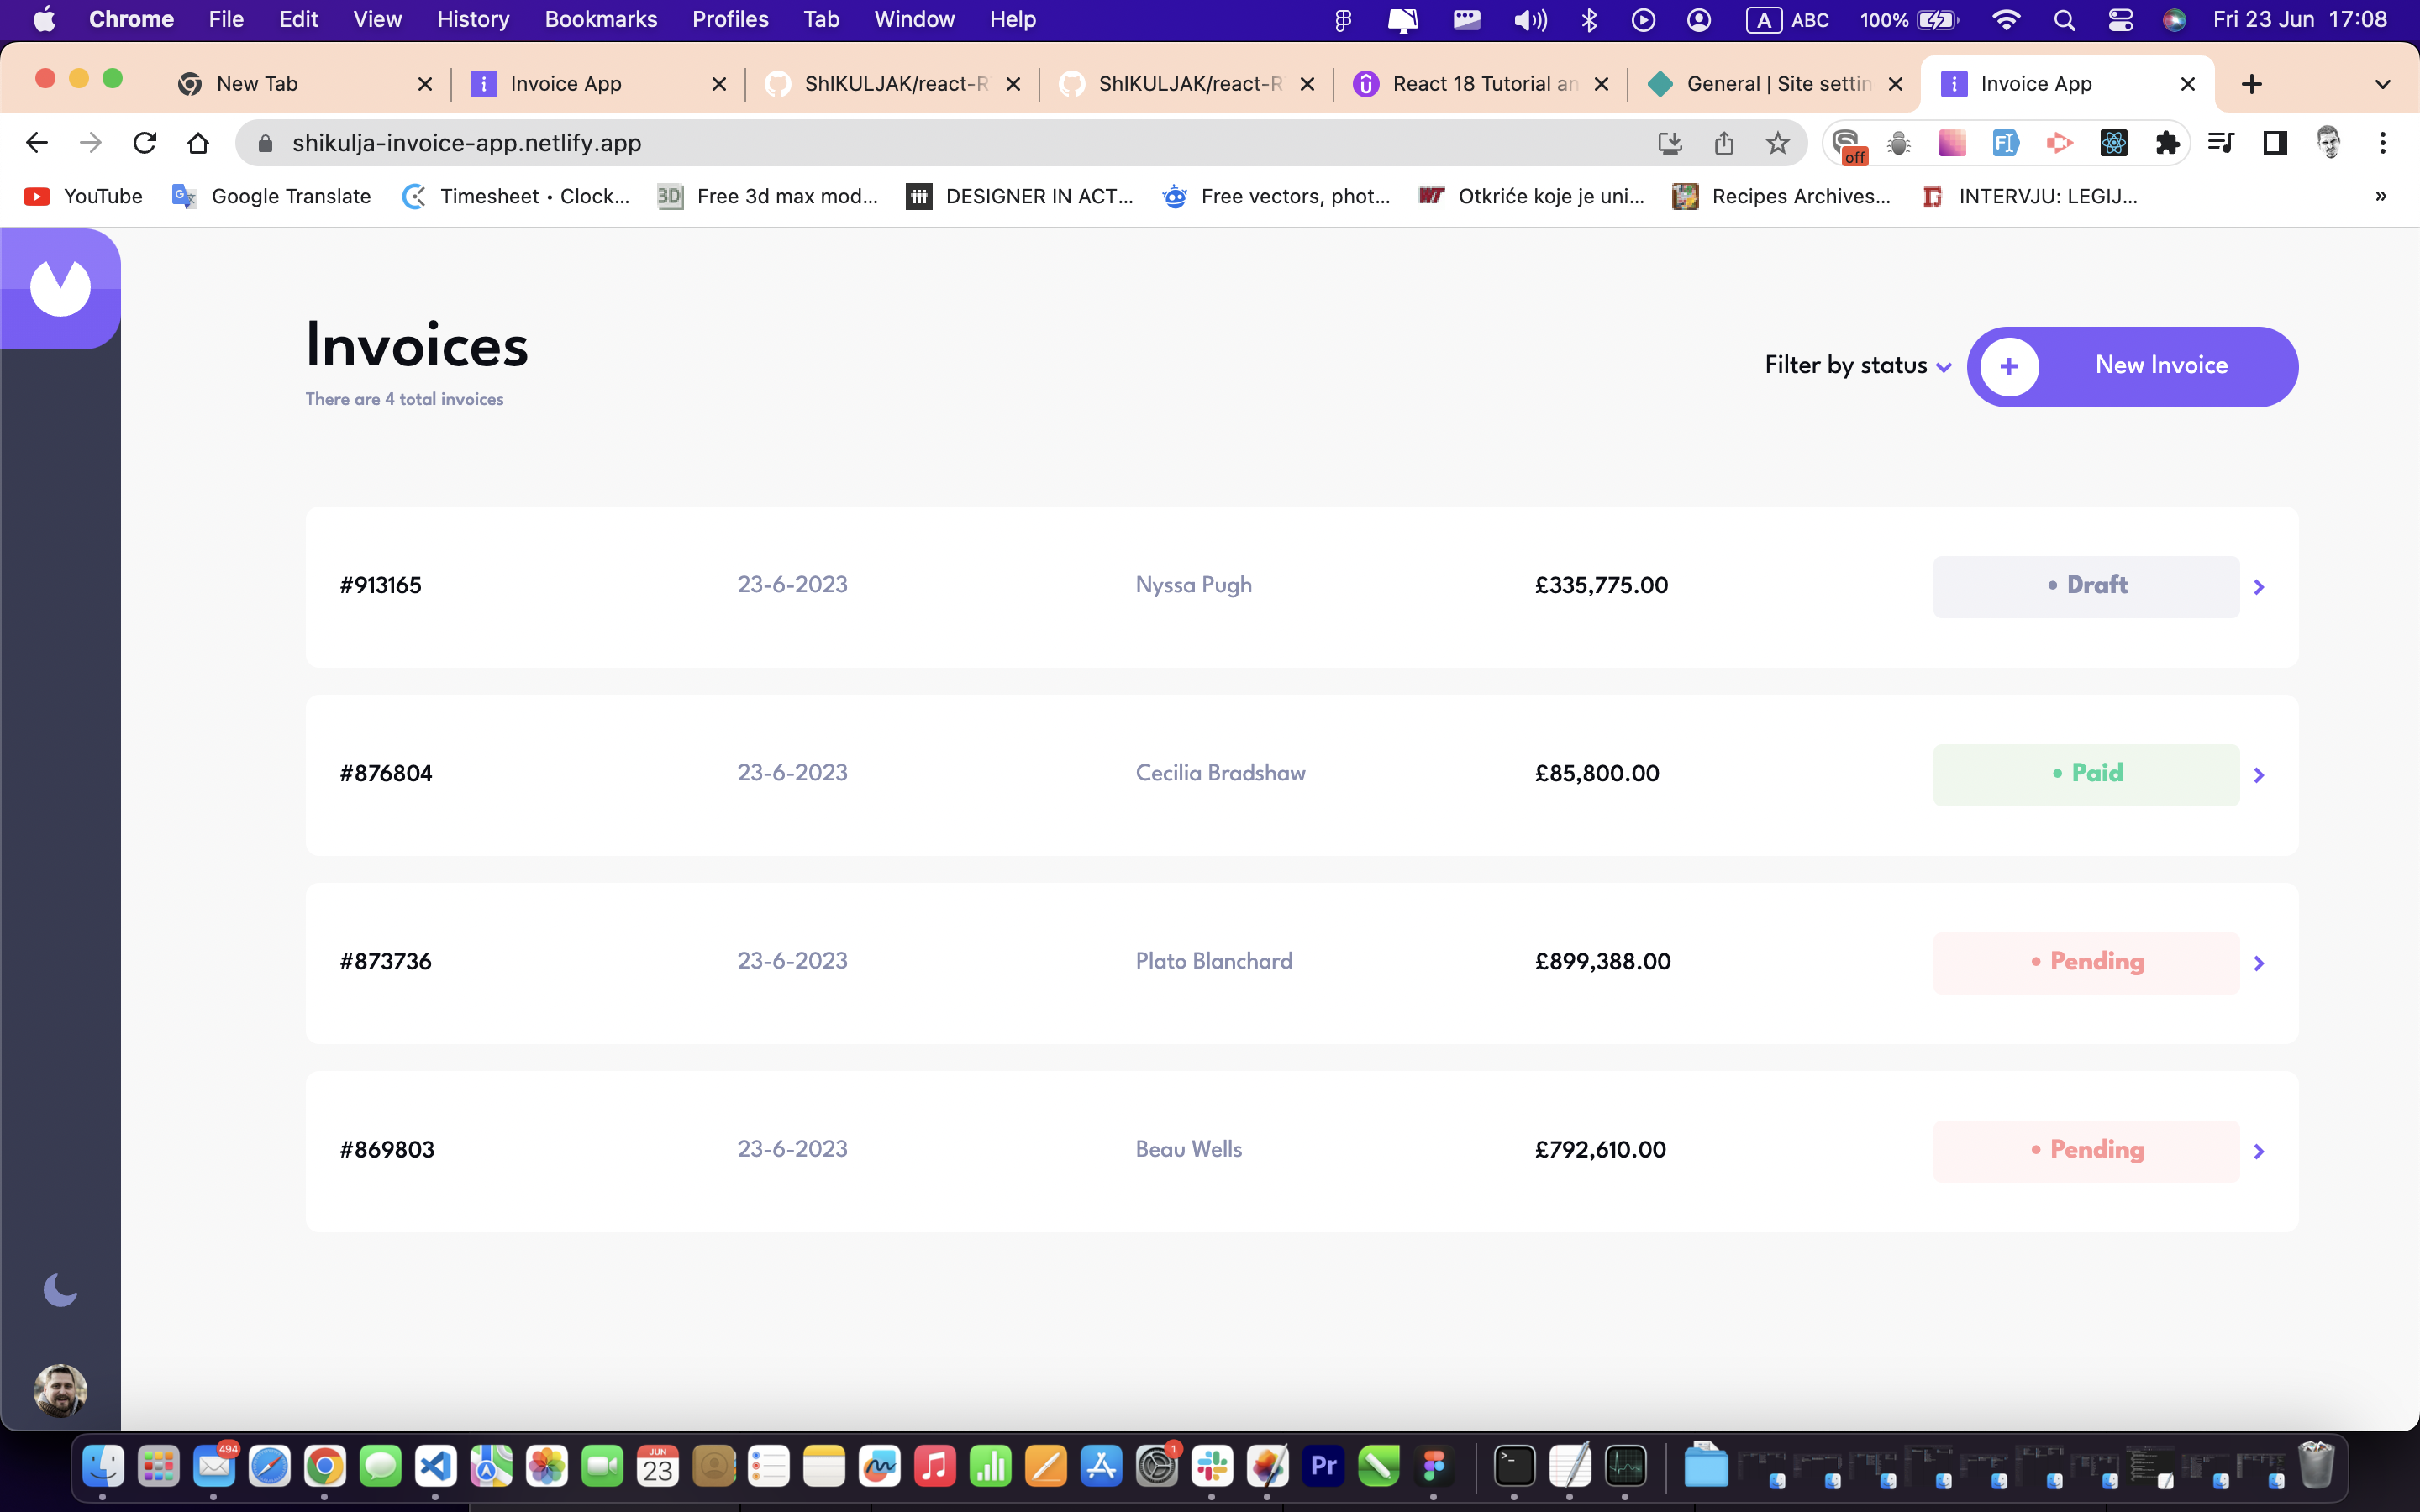 Chrome File Edit View History Bookmarks Profiles Tab Window Help A ABC 100% Fri 23 Jun 17:08
New Tab Invoice App ShIKULJAK/react-R ShIKULJAK/react-R React 18 Tutorial an General | Site settin Invoice App
shikulja-invoice-app.netlify.app off
YouTube Google Translate Timesheet • Clock... 3D Free 3d max mod... DESIGNER IN ACT... Free vectors, phot... WT Otkriće koje je uni... Recipes Archives... INTERVJU: LEGIJ... »
Invoices
There are 4 total invoices
Filter by status
+ New Invoice
#913165 23-6-2023 Nyssa Pugh £335,775.00 • Draft
#876804 23-6-2023 Cecilia Bradshaw £85,800.00 • Paid
#873736 23-6-2023 Plato Blanchard £899,388.00 • Pending
#869803 23-6-2023 Beau Wells £792,610.00 • Pending
494 JUN 23 1 Pr